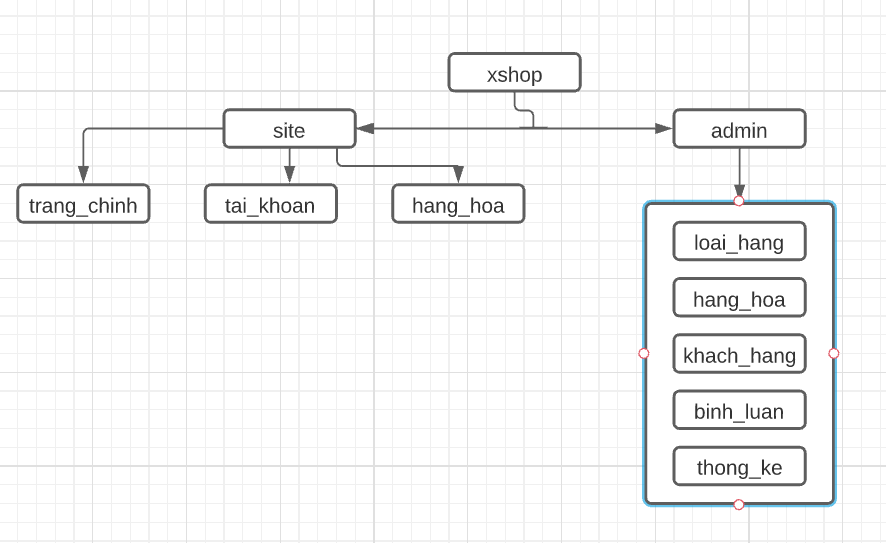 xshop
site
admin
trang_chinh
tai_khoan
hang_hoa
loai_hang
hang_hoa
khach_hang
binh_luan
thong_ke